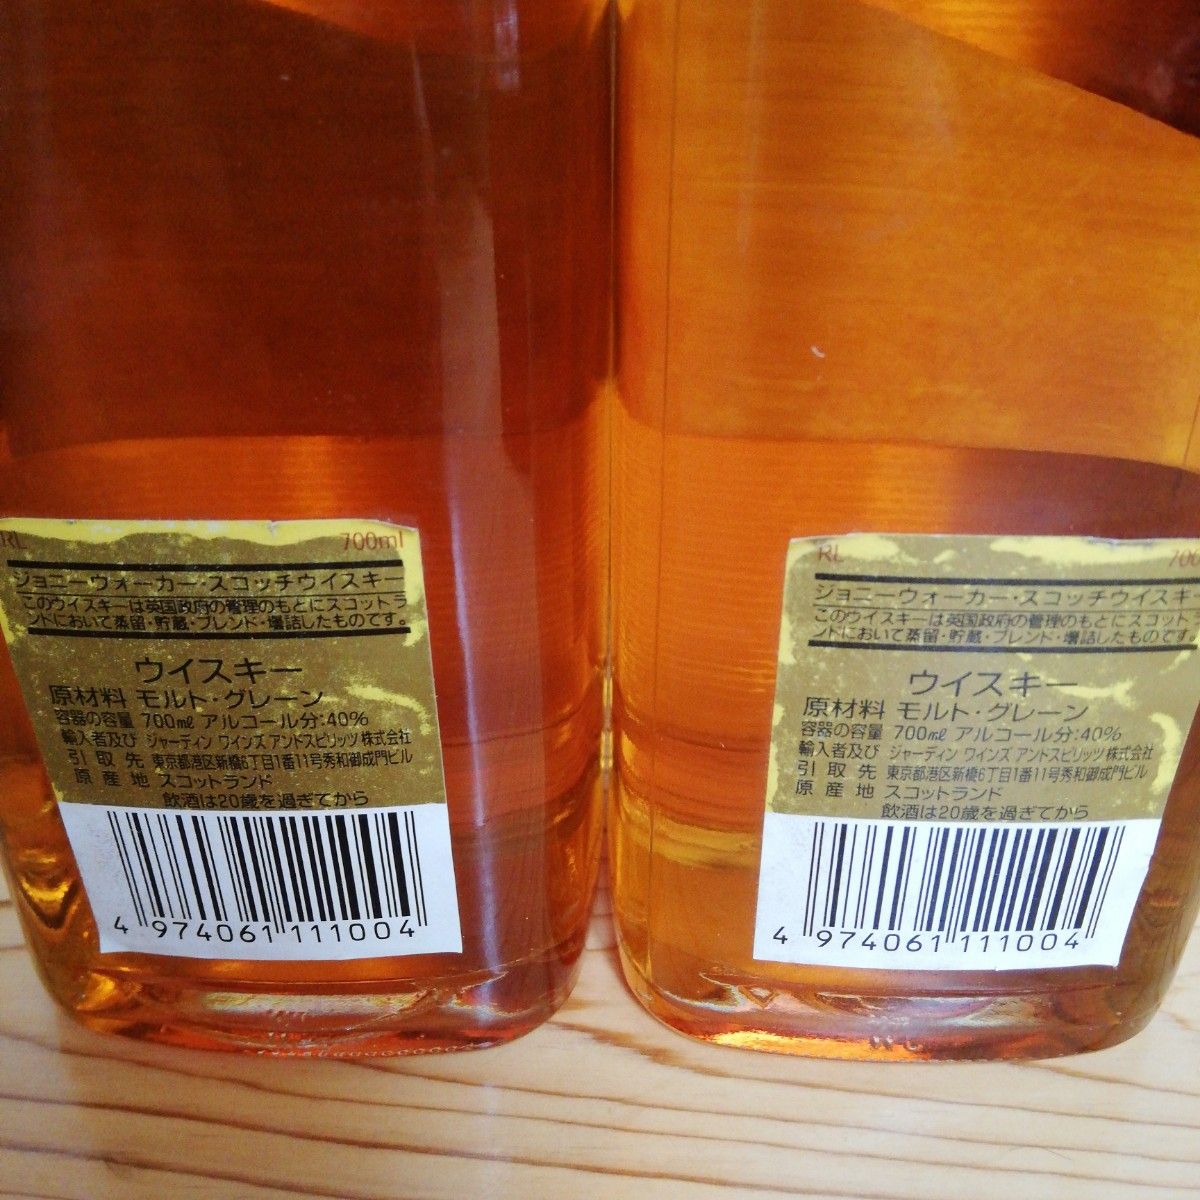 RL 700ml
ジョニーウォーカー・スコッチウイスキー
このウイスキーは英国政府の管理のもとにスコットラ
ンドにおいて蒸留・貯蔵・ブレンド・壜詰したものです。
ウイスキー
原材料 モルト・グレーン
容器の容量 700㎖ アルコール分:40%
輸入者及び ジャーディン ワインズ アンドスピリッツ株式会社
引取先 東京都港区新橋6丁目1番11号秀和御成門ビル
原産地 スコットランド
飲酒は20歳を過ぎてから
4 974061 111004
RL 700
ジョニーウォーカー・スコッチウイスキ
このウイスキーは英国政府の管理のもとにスコット
ンドにおいて蒸留・貯蔵・ブレンド・壜詰したものです。
ウイスキー
原材料 モルト・グレーン
容器の容量 700㎖ アルコール分:40%
輸入者及び ジャーディン ワインズ アンドスピリッツ株式会社
引取先 東京都港区新橋6丁目1番11号秀和御成門ビル
原産地 スコットランド
飲酒は20歳を過ぎてから
4 974061 111004